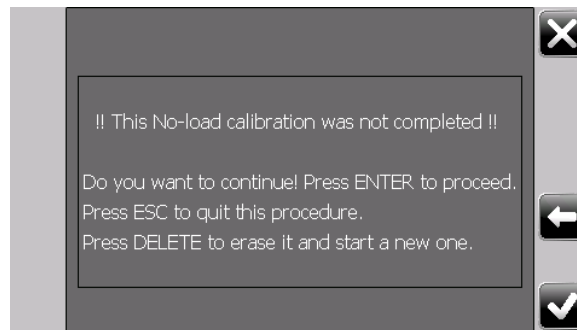 !! This No-load calibration was not completed !!
Do you want to continue! Press ENTER to proceed.
Press ESC to quit this procedure.
Press DELETE to erase it and start a new one.